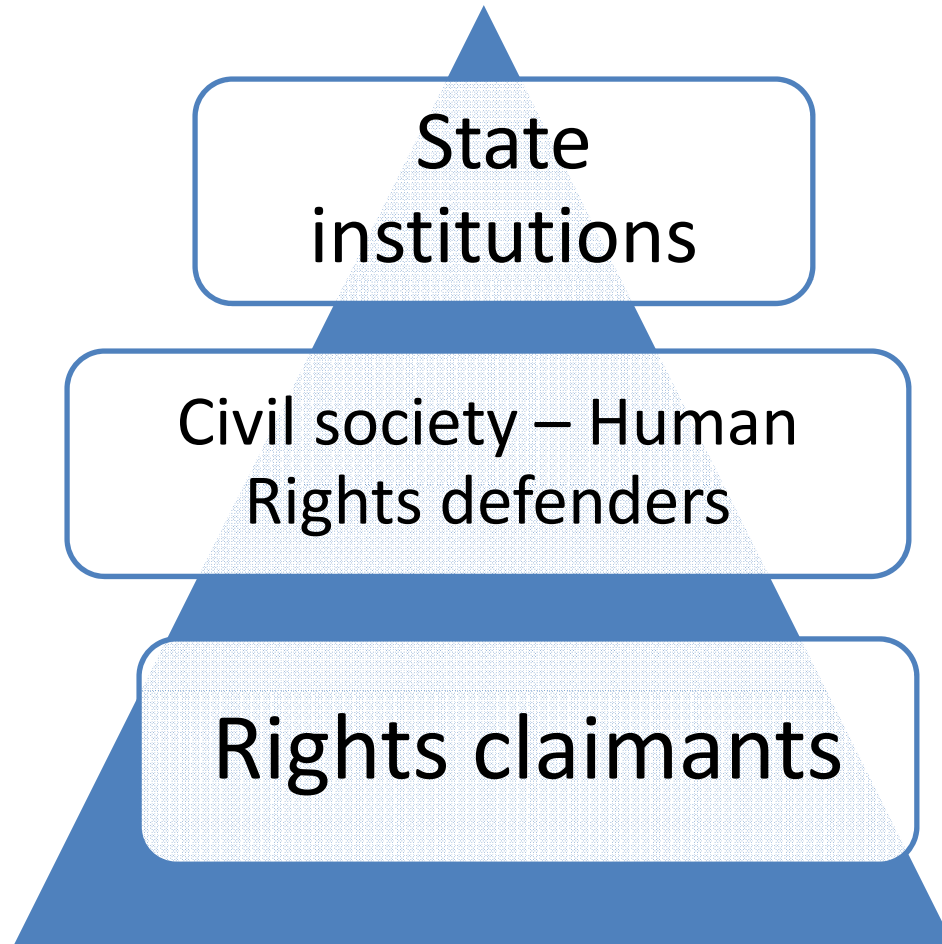 State
institutions
Civil society – Human
Rights defenders
Rights claimants